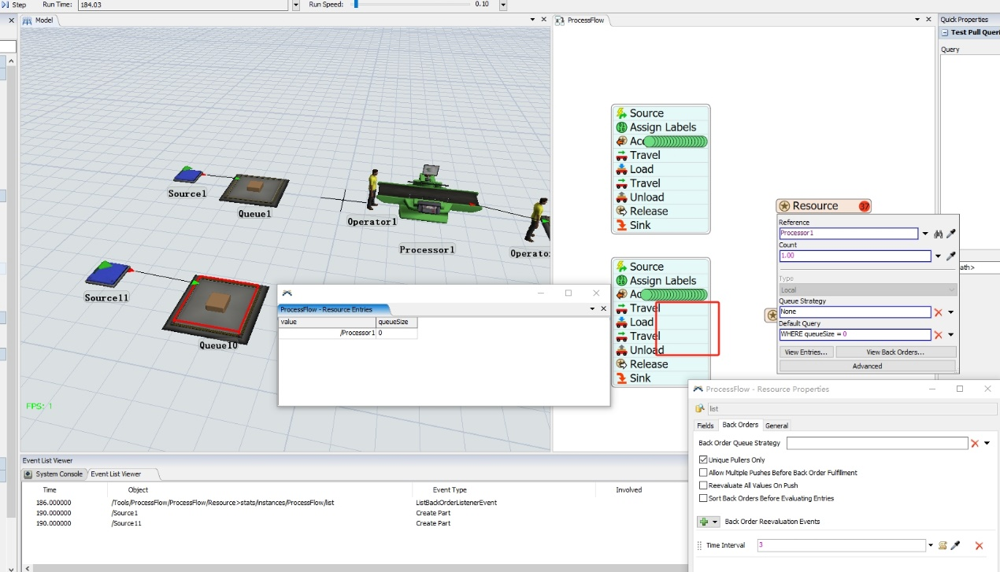 Step
Run Time:
184.03
Run Speed:
0.10
Model
ProcessFlow
Quick Properties
Query
Source1
Queue1
Operator1
Processor1
Source11
Queue10
FPS: 1
Source
Assign Labels
Travel
Load
Travel
Unload
Release
Sink
Source
Assign Labels
Travel
Load
Travel
Unload
Release
Sink
Resource
37
Reference
Processor1
Count
1.00
Type
Local
Queue Strategy
None
Default Query
WHERE queueSize = 0
View Entries...
View Back Orders...
Advanced
ProcessFlow - Resource Entries
value
queueSize
/Processor1
0
ProcessFlow - Resource Properties
list
Fields
Back Orders
General
Back Order Queue Strategy
Unique Pullers Only
Allow Multiple Pushes Before Back Order Fulfillment
Reevaluate All Values On Push
Sort Back Orders Before Evaluating Entries
Back Order Reevaluation Events
Time Interval
3
Event List Viewer
System Console
Event List Viewer
Time Object Event Type Involved
186.000000 /Tools/ProcessFlow/ProcessFlow/Resource>stats/instances/ProcessFlow/list ListBackOrderListenerEvent
190.000000 /Source1 Create Part
190.000000 /Source11 Create Part